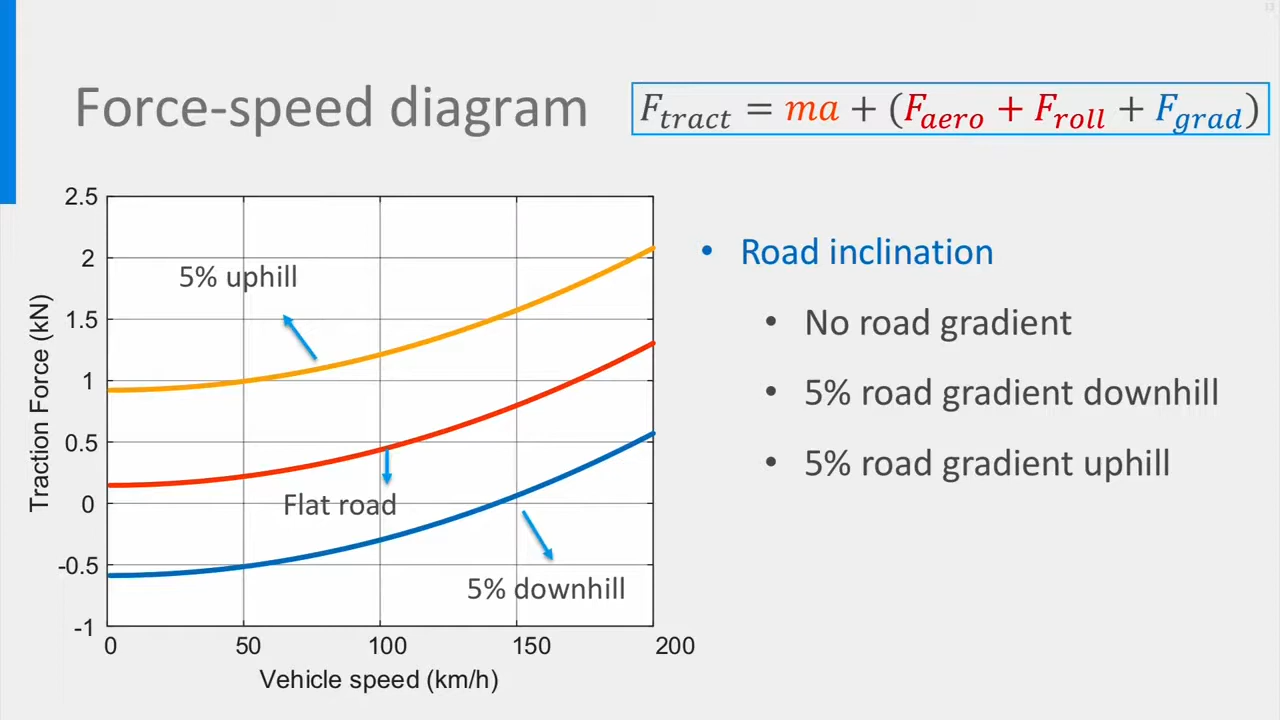 33
Force-speed diagram
F_tract = ma + (F_aero + F_roll + F_grad)
2.5
2
1.5
1
0.5
0
-0.5
-1
Traction Force (kN)
5% uphill
Flat road
5% downhill
0 50 100 150 200
Vehicle speed (km/h)
• Road inclination
• No road gradient
• 5% road gradient downhill
• 5% road gradient uphill